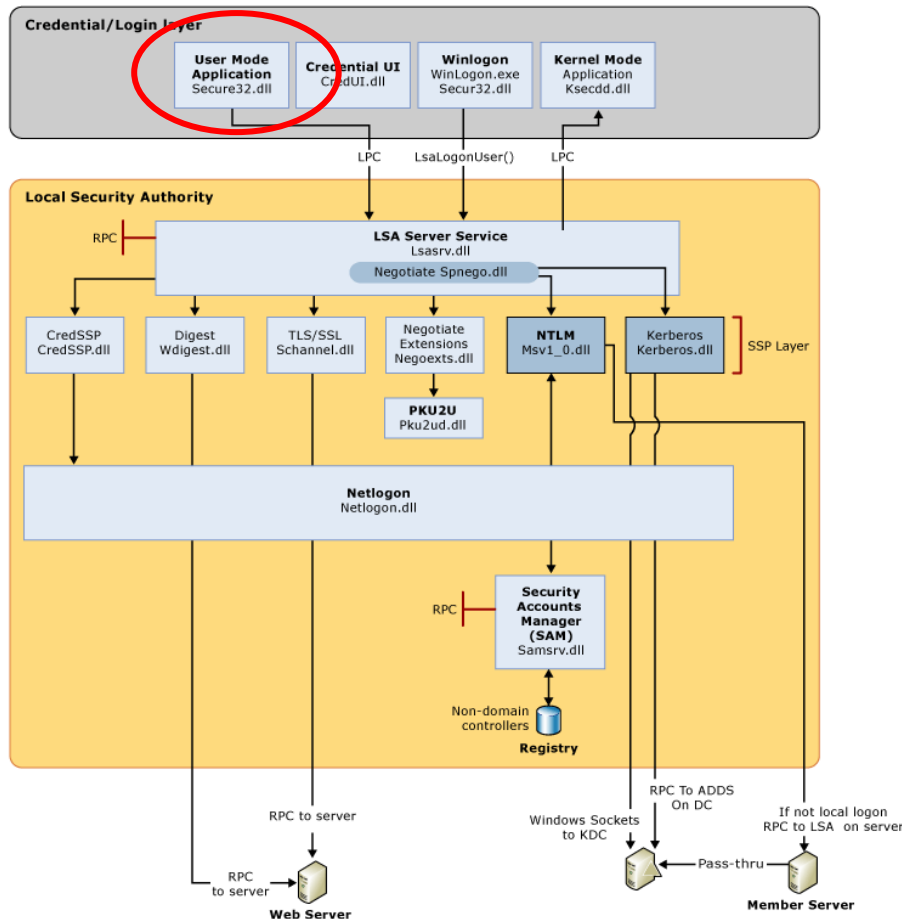 Credential/Login layer
User Mode
Application
Secure32.dll
Credential UI
CredUI.dll
Winlogon
WinLogon.exe
Secur32.dll
Kernel Mode
Application
Ksecdd.dll
LPC
LsaLogonUser()
LPC
Local Security Authority
RPC
LSA Server Service
Lsasrv.dll
Negotiate Spnego.dll
CredSSP
CredSSP.dll
Digest
Wdigest.dll
TLS/SSL
Schannel.dll
Negotiate
Extensions
Negoexts.dll
NTLM
Msv1_0.dll
Kerberos
Kerberos.dll
SSP Layer
PKU2U
Pku2ud.dll
Netlogon
Netlogon.dll
RPC
Security
Accounts
Manager
(SAM)
Samsrv.dll
Non-domain
controllers
Registry
RPC to server
Windows Sockets
to KDC
RPC To ADDS
On DC
If not local logon
RPC to LSA on server
RPC
to server
Web Server
Pass-thru
Member Server